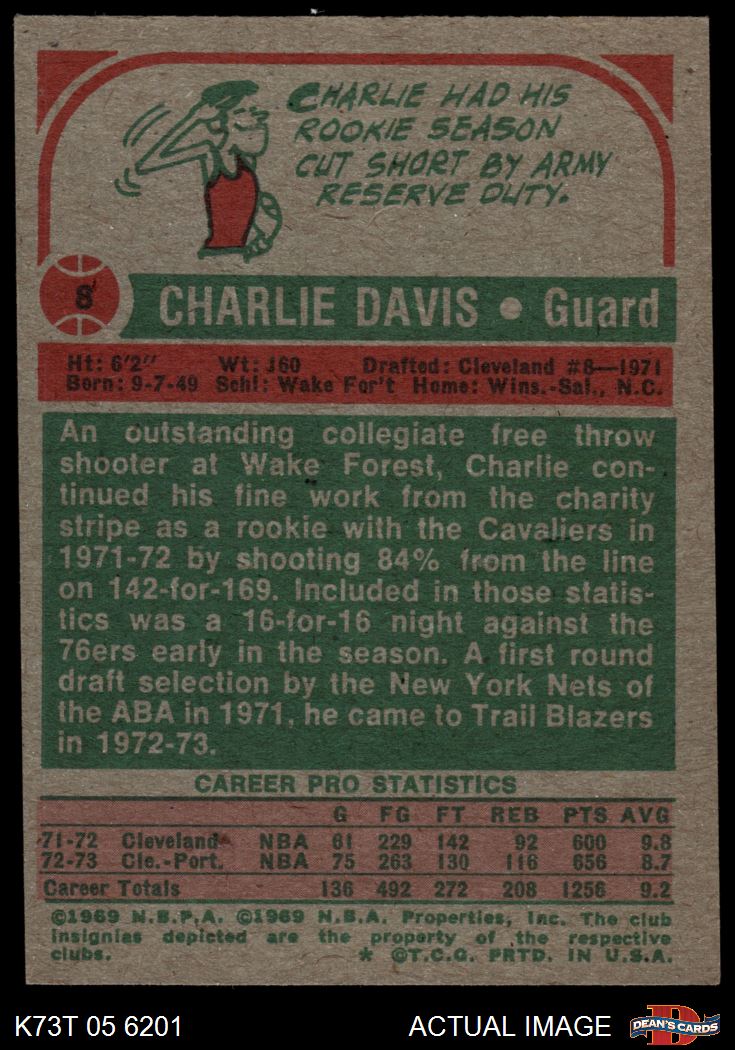 CHARLIE HAD HIS
ROOKIE SEASON
CUT SHORT BY ARMY
RESERVE DUTY.
8
CHARLIE DAVIS • Guard
Ht: 6'2" Wt: 160 Drafted: Cleveland #8—1971
Born: 9-7-49 Schl: Wake For't Home: Wins.-Sal., N.C.
An outstanding collegiate free throw
shooter at Wake Forest, Charlie con-
tinued his fine work from the charity
stripe as a rookie with the Cavaliers in
1971-72 by shooting 84% from the line
on 142-for-169. Included in those statis-
tics was a 16-for-16 night against the
76ers early in the season. A first round
draft selection by the New York Nets of
the ABA in 1971, he came to Trail Blazers
in 1972-73.
CAREER PRO STATISTICS
G FG FT REB PTS AVG
71-72 Cleveland NBA 61 229 142 92 600 9.8
72-73 Cle.-Port. NBA 75 263 130 116 656 8.7
Career Totals 136 492 272 208 1256 9.2
©1969 N.B.P.A. ©1969 N.B.A. Properties, Inc. The club
insignias depicted are the property of the respective
clubs. * ©T.C.G. PRTD. IN U.S.A.
K73T 05 6201 ACTUAL IMAGE D DEAN'S CARDS